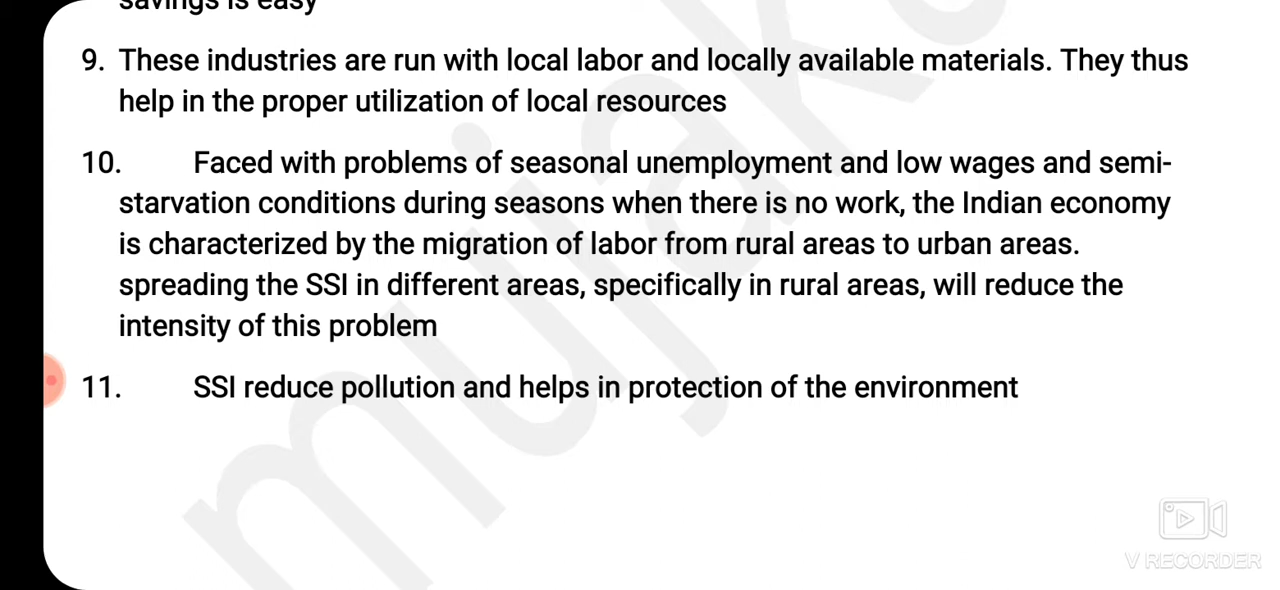 savings is easy
9. These industries are run with local labor and locally available materials. They thus
help in the proper utilization of local resources
10. Faced with problems of seasonal unemployment and low wages and semi-
starvation conditions during seasons when there is no work, the Indian economy
is characterized by the migration of labor from rural areas to urban areas.
spreading the SSI in different areas, specifically in rural areas, will reduce the
intensity of this problem
11. SSI reduce pollution and helps in protection of the environment
V RECORDER